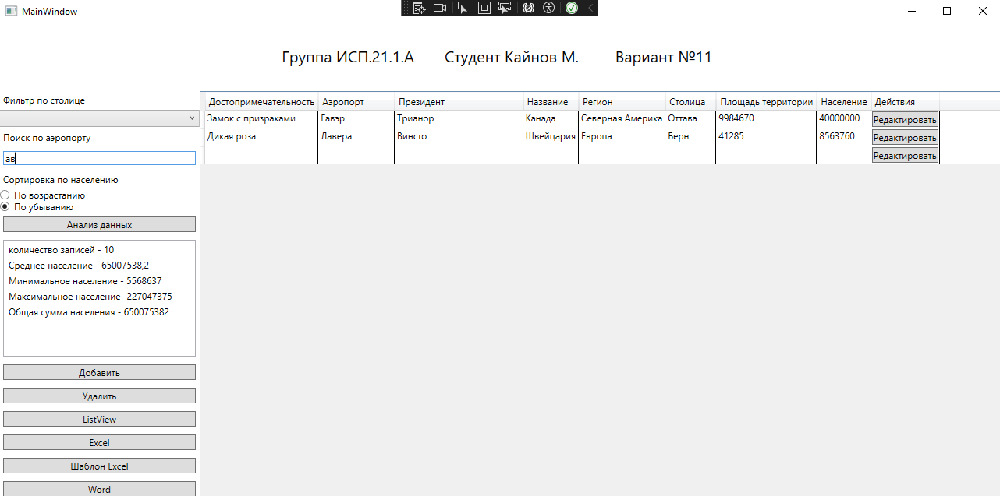 MainWindow
Группа ИСП.21.1.А Студент Кайнов М. Вариант №11
Фильтр по столице
Поиск по аэропорту
ав
Сортировка по населению
По возрастанию
По убыванию
Анализ данных
количество записей - 10
Среднее население - 65007538,2
Минимальное население - 5568637
Максимальное население- 227047375
Общая сумма населения - 650075382
Добавить
Удалить
ListView
Excel
Шаблон Excel
Word
Достопримечательность Аэропорт Президент Название Регион Столица Площадь территории Население Действия
Замок с призраками Гавэр Трианор Канада Северная Америка Оттава 9984670 40000000 Редактировать
Дикая роза Лавера Винсто Швейцария Европа Берн 41285 8563760 Редактировать
Редактировать